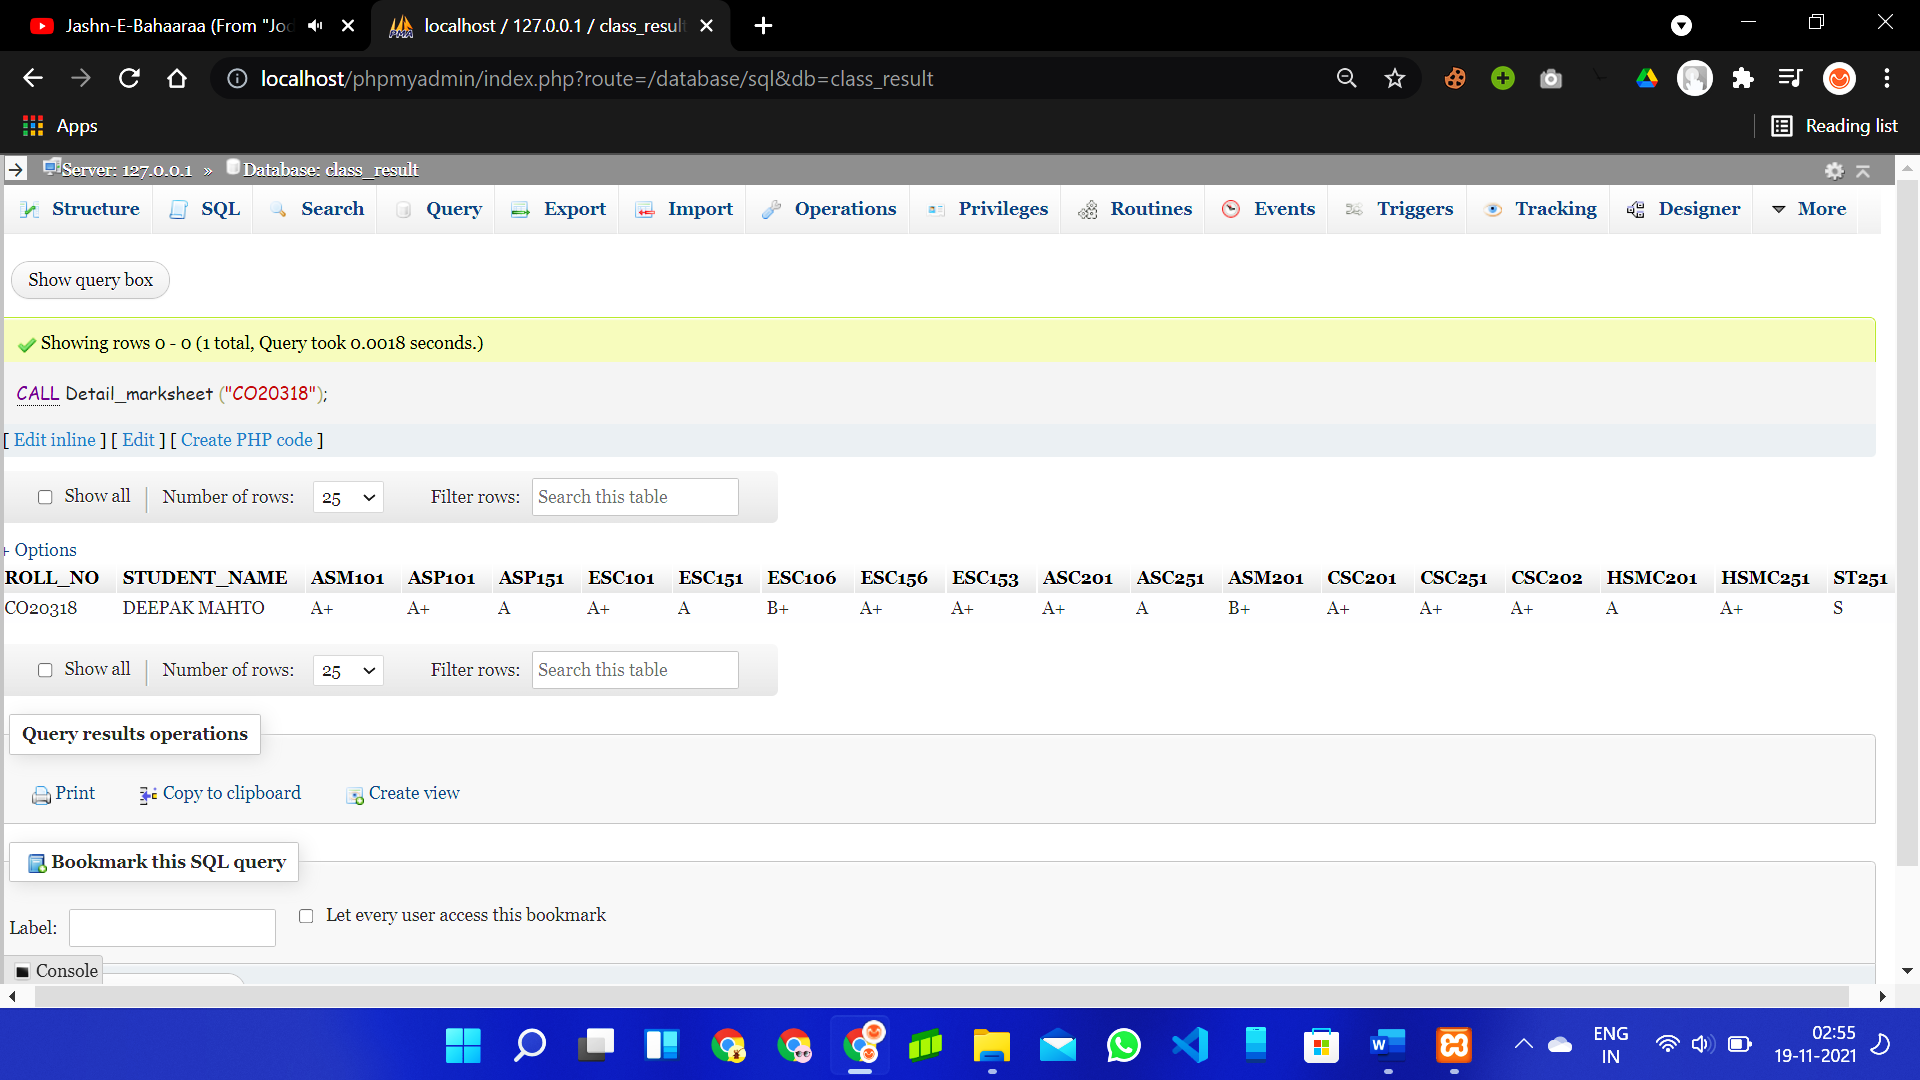 Jashn-E-Bahaaraa (From "Jod
localhost / 127.0.0.1 / class_result
localhost/phpmyadmin/index.php?route=/database/sql&db=class_result
Apps
Reading list
Server: 127.0.0.1 » Database: class_result
Structure SQL Search Query Export Import Operations Privileges Routines Events Triggers Tracking Designer More
Show query box
Showing rows 0 - 0 (1 total, Query took 0.0018 seconds.)
CALL Detail_marksheet ("CO20318");
[ Edit inline ] [ Edit ] [ Create PHP code ]
Show all Number of rows: 25 Filter rows: Search this table
+ Options
ROLL_NO STUDENT_NAME ASM101 ASP101 ASP151 ESC101 ESC151 ESC106 ESC156 ESC153 ASC201 ASC251 ASM201 CSC201 CSC251 CSC202 HSMC201 HSMC251 ST251
CO20318 DEEPAK MAHTO A+ A+ A A+ A B+ A+ A+ A+ A B+ A+ A+ A+ A A+ S
Show all Number of rows: 25 Filter rows: Search this table
Query results operations
Print Copy to clipboard Create view
Bookmark this SQL query
Label: Let every user access this bookmark
Console
ENG
IN
02:55
19-11-2021